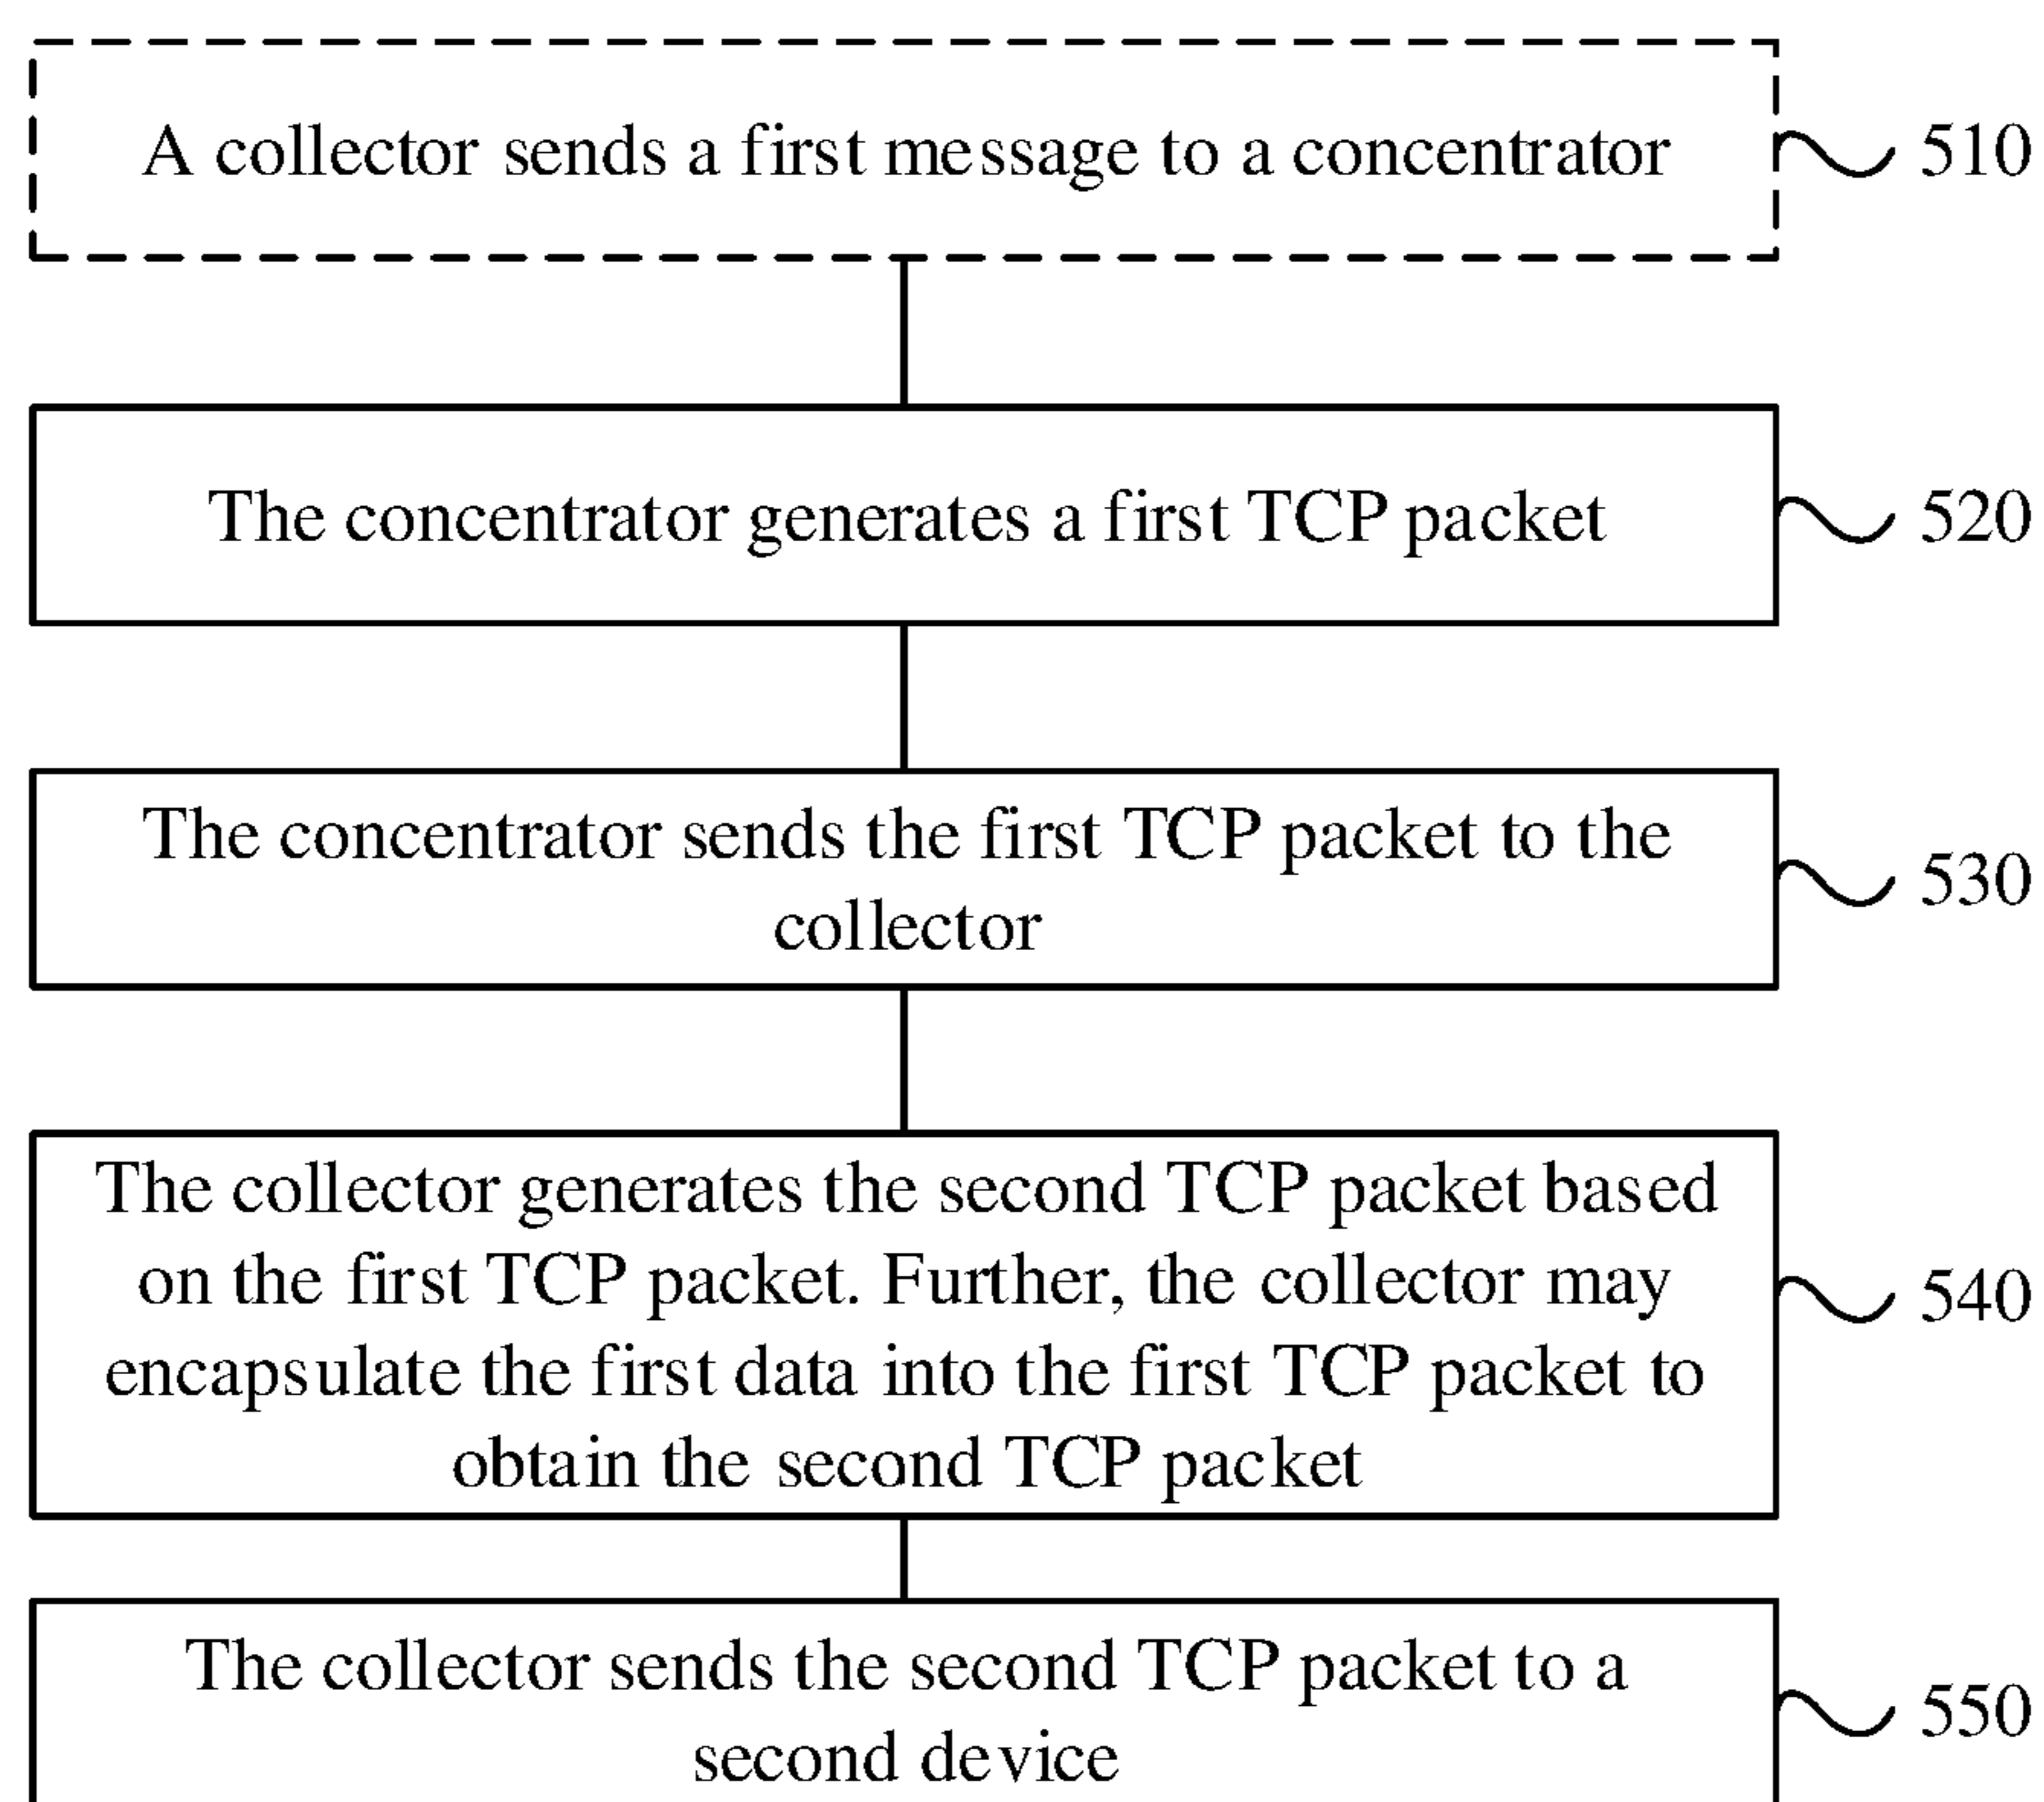 A collector sends a first message to a concentrator
510
The concentrator generates a first TCP packet
520
The concentrator sends the first TCP packet to the
collector
530
The collector generates the second TCP packet based
on the first TCP packet. Further, the collector may
encapsulate the first data into the first TCP packet to
obtain the second TCP packet
540
The collector sends the second TCP packet to a
second device
550